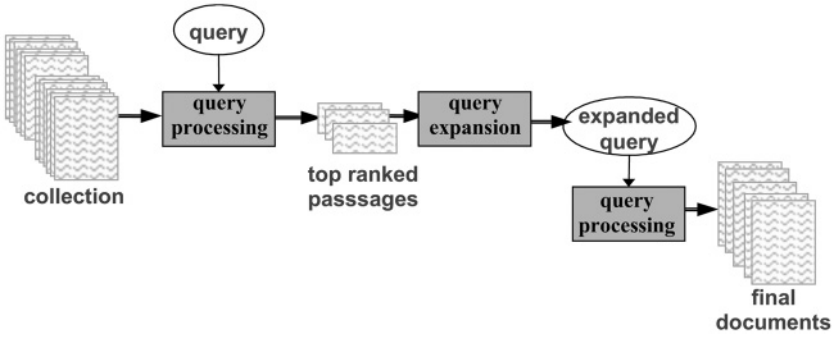 query
query
processing
collection
top ranked
passsages
query
expansion
expanded
query
query
processing
final
documents